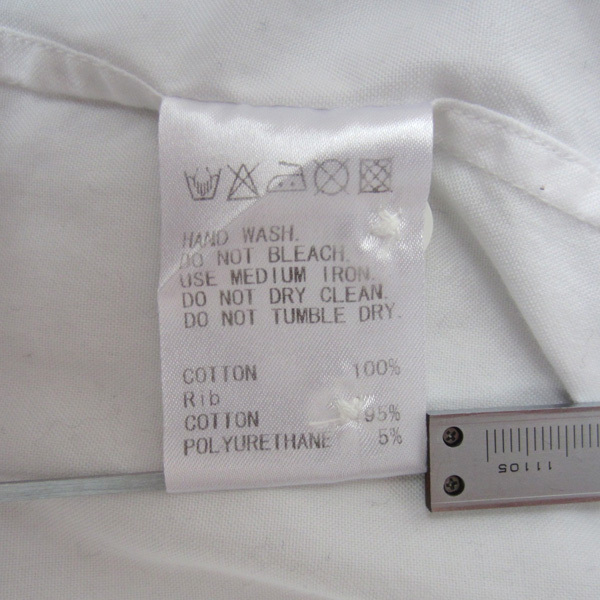 HAND WASH.
DO NOT BLEACH.
USE MEDIUM IRON.
DO NOT DRY CLEAN.
DO NOT TUMBLE DRY.
COTTON 100%
Rib
COTTON 95%
POLYURETHANE 5%
11105